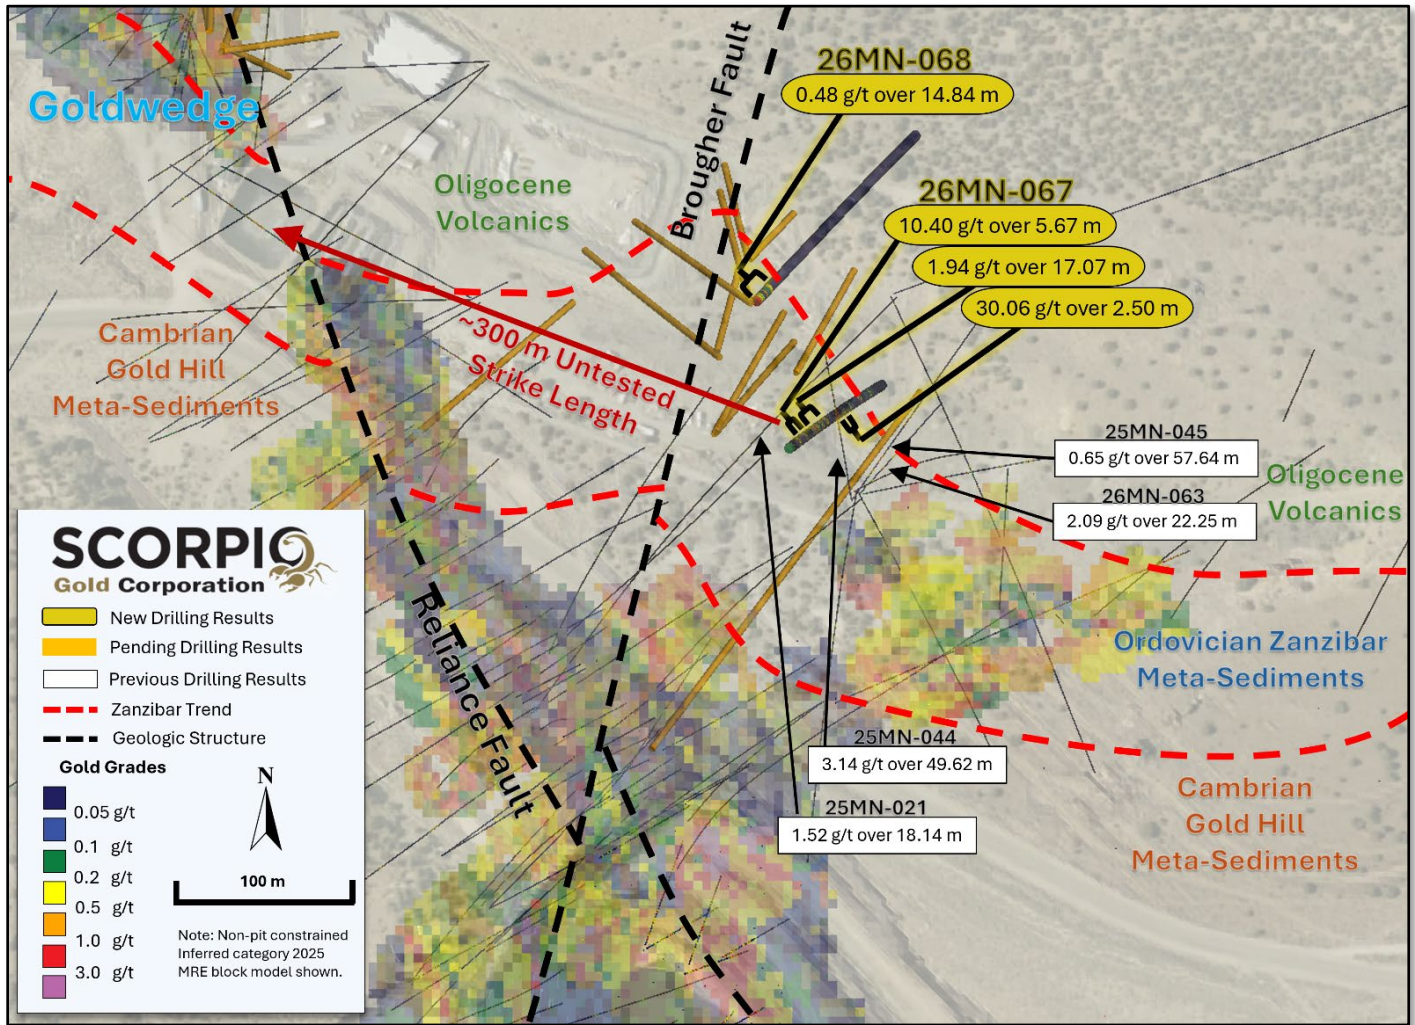 Goldwedge
Oligocene
Volcanics
Brougher Fault
26MN-068
0.48 g/t over 14.84 m
26MN-067
10.40 g/t over 5.67 m
1.94 g/t over 17.07 m
30.06 g/t over 2.50 m
~300 m Untested
Strike Length
Cambrian
Gold Hill
Meta-Sediments
25MN-045
0.65 g/t over 57.64 m
26MN-063
2.09 g/t over 22.25 m
Oligocene
Volcanics
Reliance Fault
Ordovician Zanzibar
Meta-Sediments
25MN-044
3.14 g/t over 49.62 m
25MN-021
1.52 g/t over 18.14 m
Cambrian
Gold Hill
Meta-Sediments
SCORPIO
Gold Corporation
New Drilling Results
Pending Drilling Results
Previous Drilling Results
Zanzibar Trend
Geologic Structure
Gold Grades
0.05 g/t
0.1 g/t
0.2 g/t
0.5 g/t
1.0 g/t
3.0 g/t
N
100 m
Note: Non-pit constrained
Inferred category 2025
MRE block model shown.